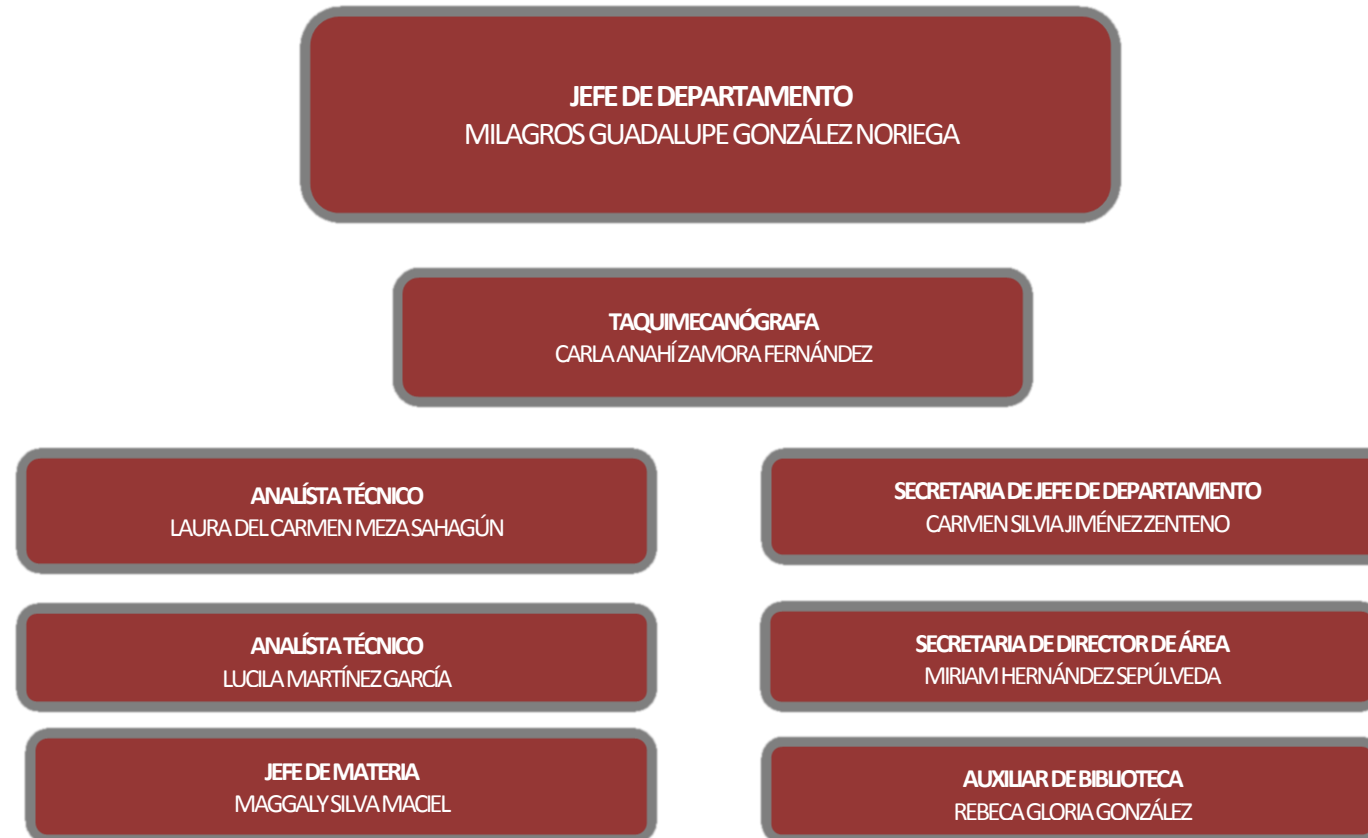 JEFE DE DEPARTAMENTO
MILAGROS GUADALUPE GONZÁLEZ NORIEGA
TAQUIMECANÓGRAFA
CARLA ANAHÍ ZAMORA FERNÁNDEZ
ANALÍSTA TÉCNICO
LAURA DEL CARMEN MEZA SAHAGÚN
SECRETARIA DE JEFE DE DEPARTAMENTO
CARMEN SILVIA JIMÉNEZ ZENTENO
ANALÍSTA TÉCNICO
LUCILA MARTÍNEZ GARCÍA
SECRETARIA DE DIRECTOR DE ÁREA
MIRIAM HERNÁNDEZ SEPÚLVEDA
JEFE DE MATERIA
MAGGALY SILVA MACIEL
AUXILIAR DE BIBLIOTECA
REBECA GLORIA GONZÁLEZ